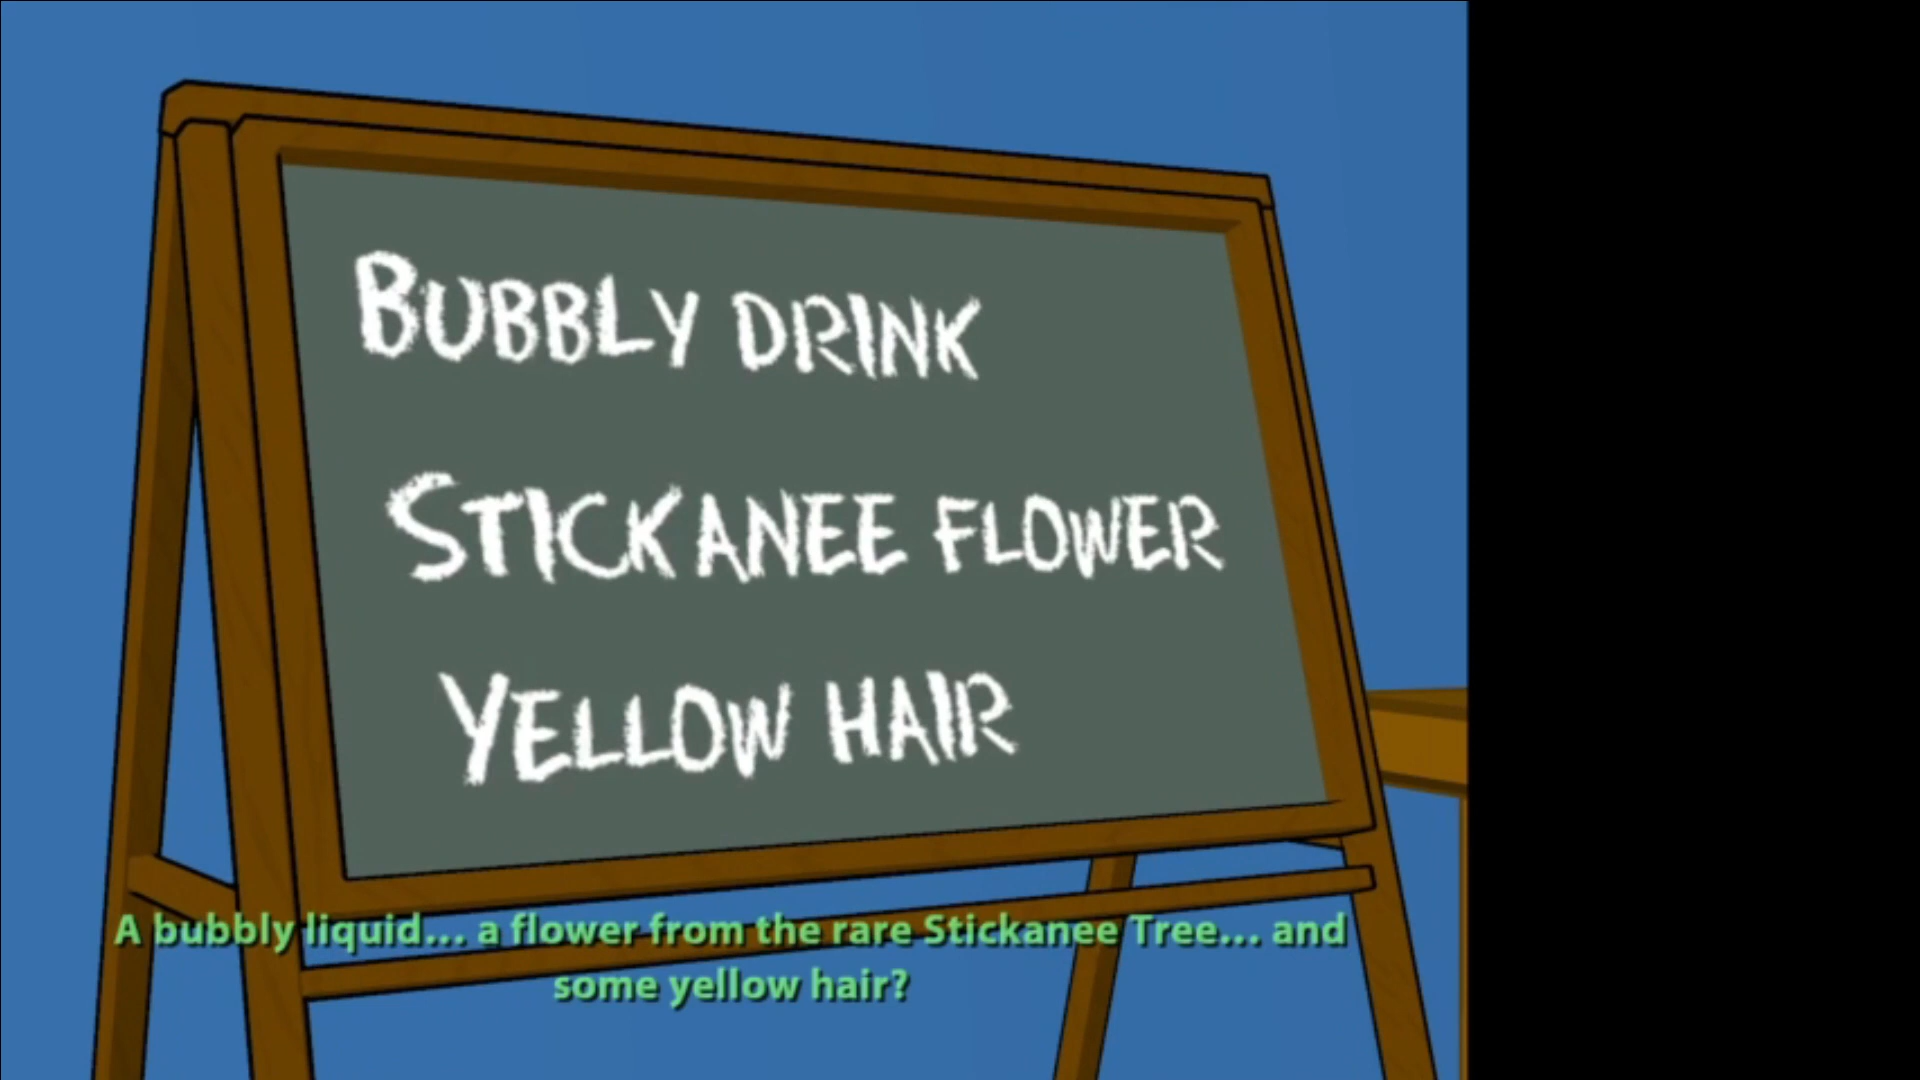 BUBBLY DRINK
STICKANEE FLOWER
YELLOW HAIR
A bubbly liquid... a flower from the rare Stickanee Tree... and
some yellow hair?